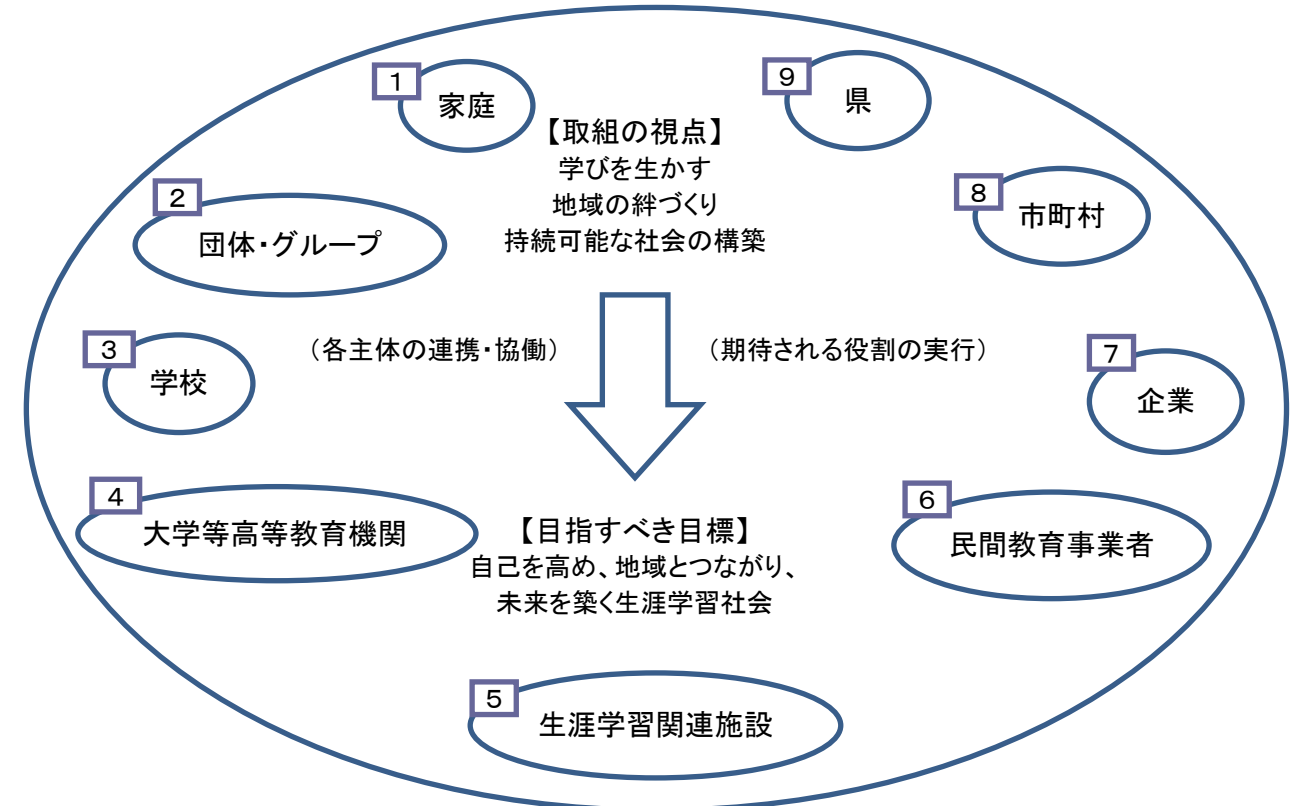 1
家庭
9
県
【取組の視点】
学びを生かす
地域の絆づくり
持続可能な社会の構築
2
団体・グループ
8
市町村
（各主体の連携・協働）
（期待される役割の実行）
3
学校
7
企業
4
大学等高等教育機関
6
民間教育事業者
【目指すべき目標】
自己を高め、地域とつながり、
未来を築く生涯学習社会
5
生涯学習関連施設